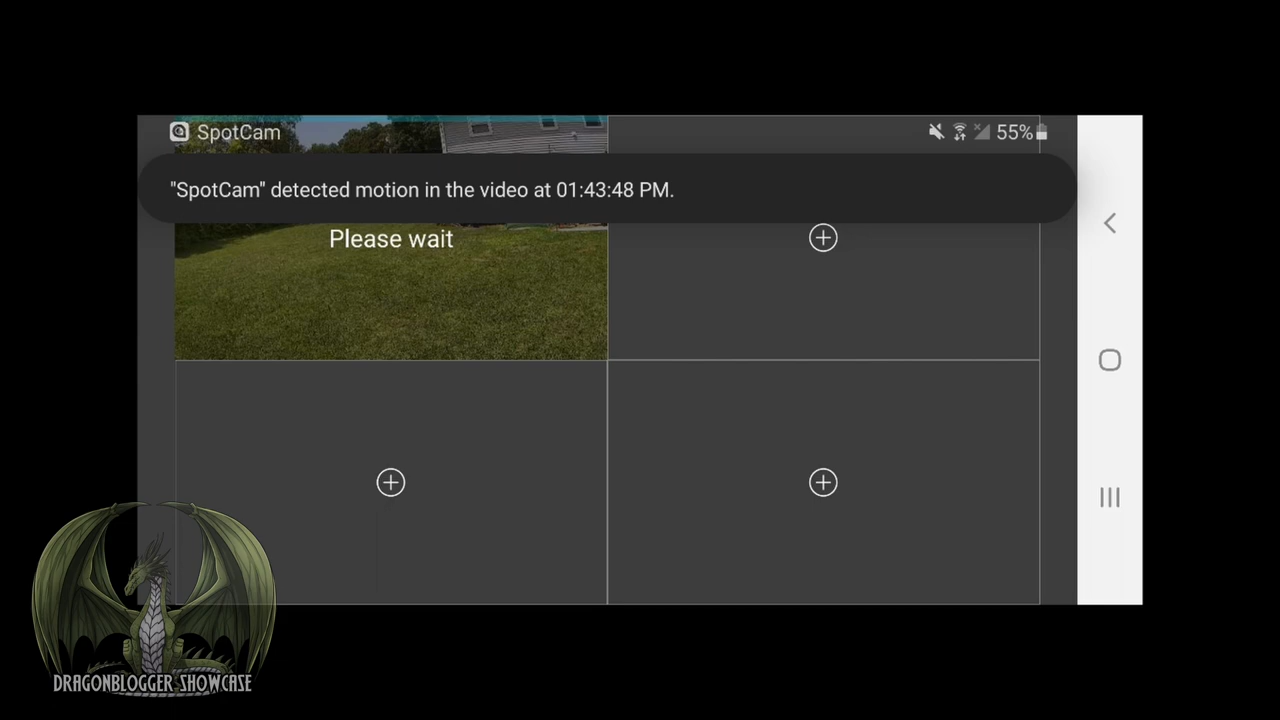 SpotCam
55%
"SpotCam" detected motion in the video at 01:43:48 PM.
Please wait
DRAGONBLOGGER SHOWCASE